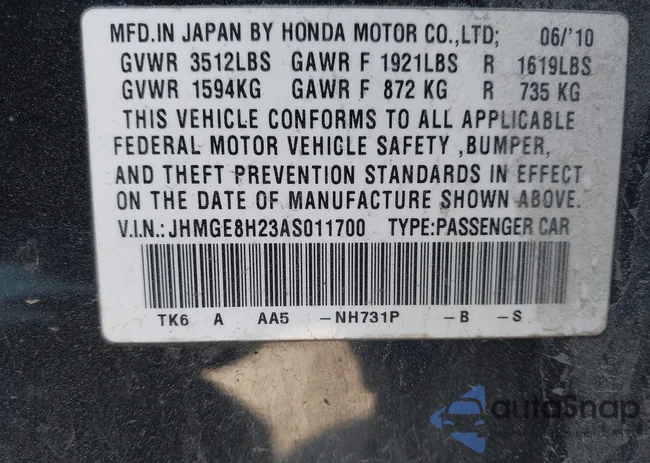 MFD.IN JAPAN BY HONDA MOTOR CO.,LTD; 06/'10
GVWR 3512LBS GAWR F 1921LBS R 1619LBS
GVWR 1594KG GAWR F 872 KG R 735 KG
THIS VEHICLE CONFORMS TO ALL APPLICABLE
FEDERAL MOTOR VEHICLE SAFETY ,BUMPER,
AND THEFT PREVENTION STANDARDS IN EFFECT
ON THE DATE OF MANUFACTURE SHOWN ABOVE.
V.I.N.:JHMGE8H23AS011700 TYPE:PASSENGER CAR
TK6 A AA5 -NH731P -B -S
autoSnap